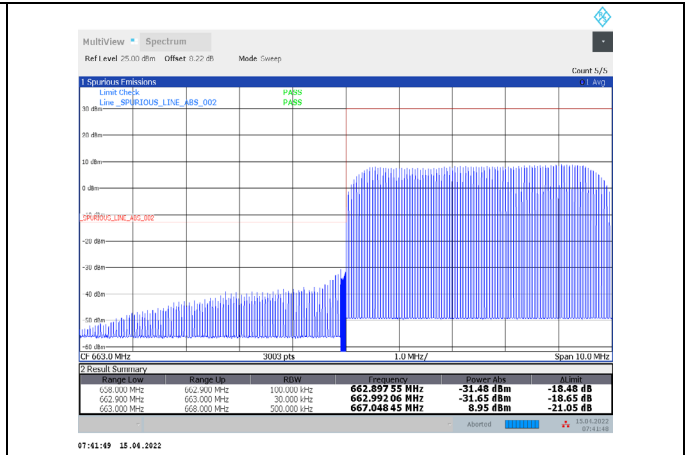 MultiView Spectrum
Ref Level 25.00 dBm Offset 8.22 dB Mode Sweep
Count 5/5
1 Spurious Emissions
Avg
Limit Check PASS
Line _SPURIOUS_LINE_ABS_002 PASS
30 dBm
20 dBm
10 dBm
0 dBm
-10 dBm
_SPURIOUS_LINE_ABS_002
-20 dBm
-30 dBm
-40 dBm
-50 dBm
-60 dBm
CF 663.0 MHz 3003 pts 1.0 MHz/ Span 10.0 MHz
2 Result Summary
Range Low Range Up RBW Frequency Power Abs ΔLimit
658.000 MHz 662.900 MHz 100.000 kHz 662.897 55 MHz -31.48 dBm -18.48 dB
662.900 MHz 663.000 MHz 30.000 kHz 662.992 06 MHz -31.65 dBm -18.65 dB
663.000 MHz 668.000 MHz 500.000 kHz 667.048 45 MHz 8.95 dBm -21.05 dB
Aborted 15.04.2022
07:41:49
07:41:49 15.04.2022